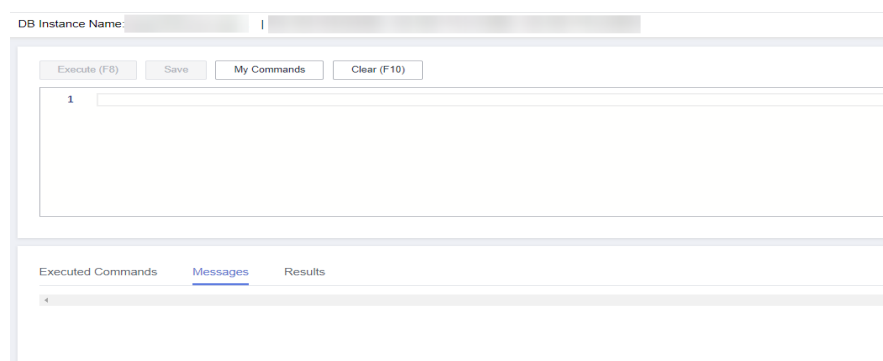 DB Instance Name: |
Execute (F8) Save My Commands Clear (F10)
1
Executed Commands Messages Results